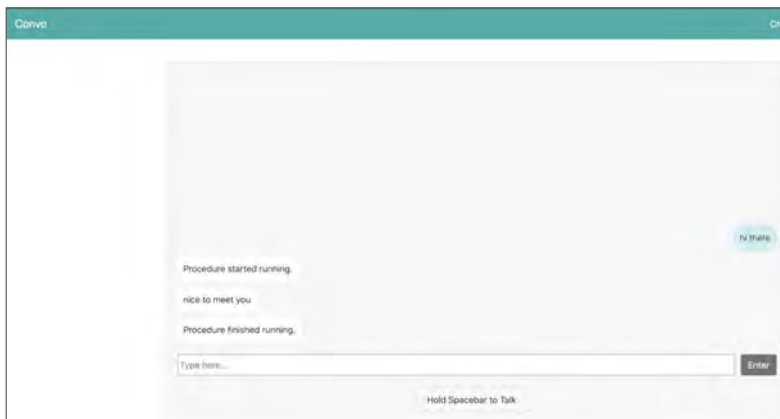 Convo
hi there
Procedure started running.
nice to meet you
Procedure finished running.
Type here...
Enter
Hold Spacebar to Talk